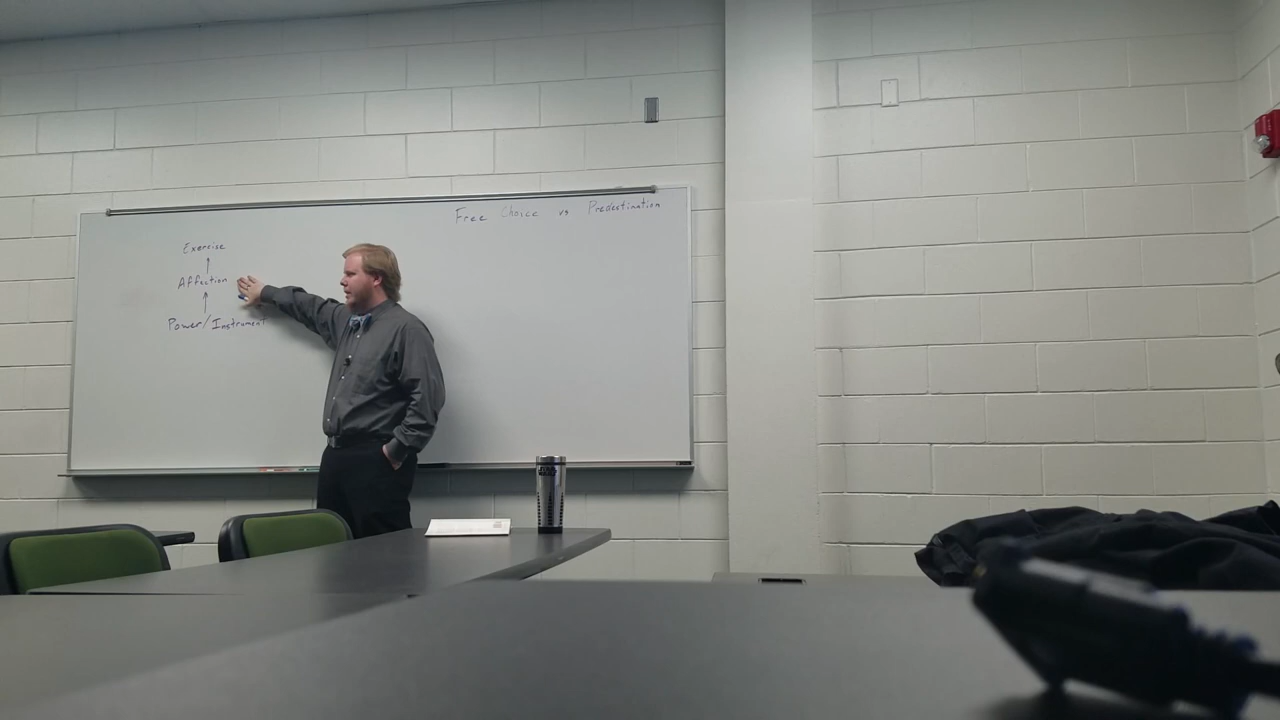 Free Choice vs Predestination
Exercise
Affection
Power/Instrument